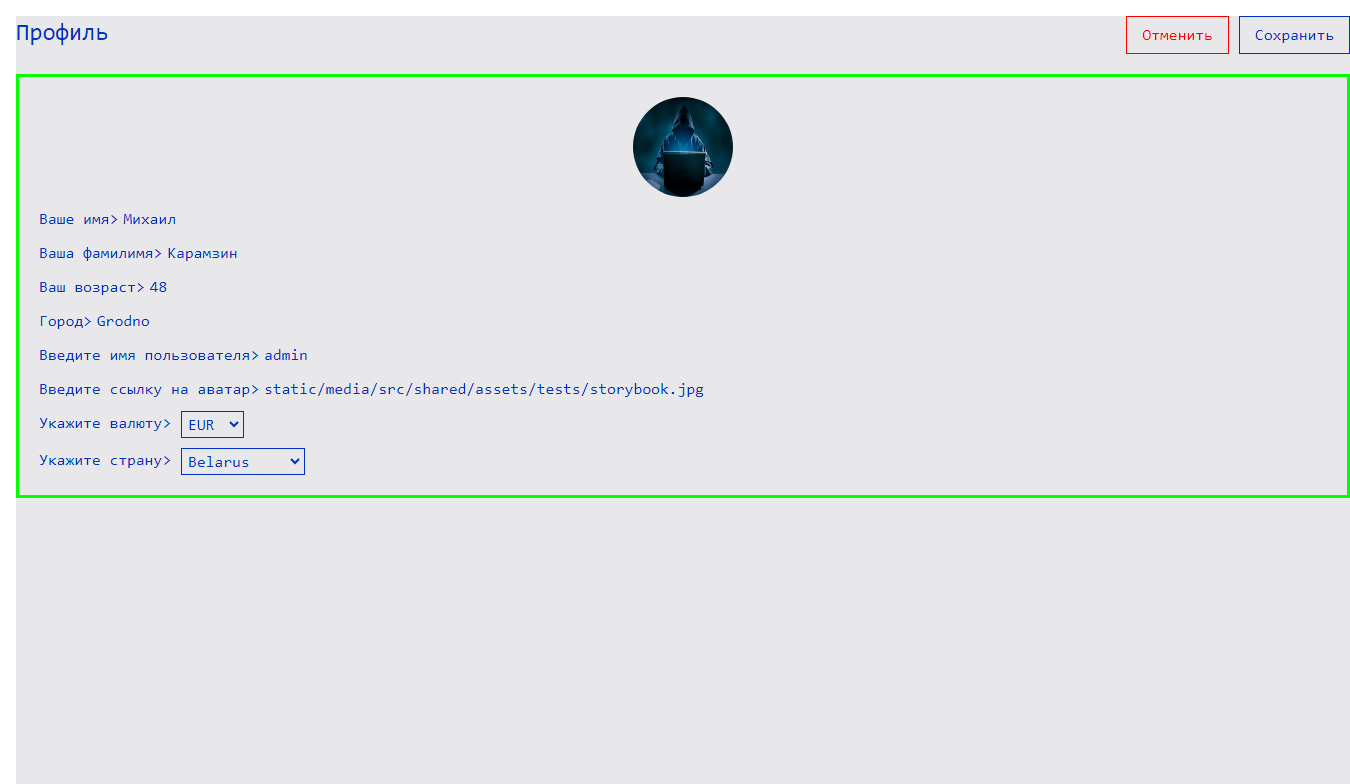 Профиль
Отменить
Сохранить
Ваше имя> Михаил
Ваша фамилимя> Карамзин
Ваш возраст> 48
Город> Grodno
Введите имя пользователя> admin
Введите ссылку на аватар> static/media/src/shared/assets/tests/storybook.jpg
Укажите валюту> EUR
Укажите страну> Belarus